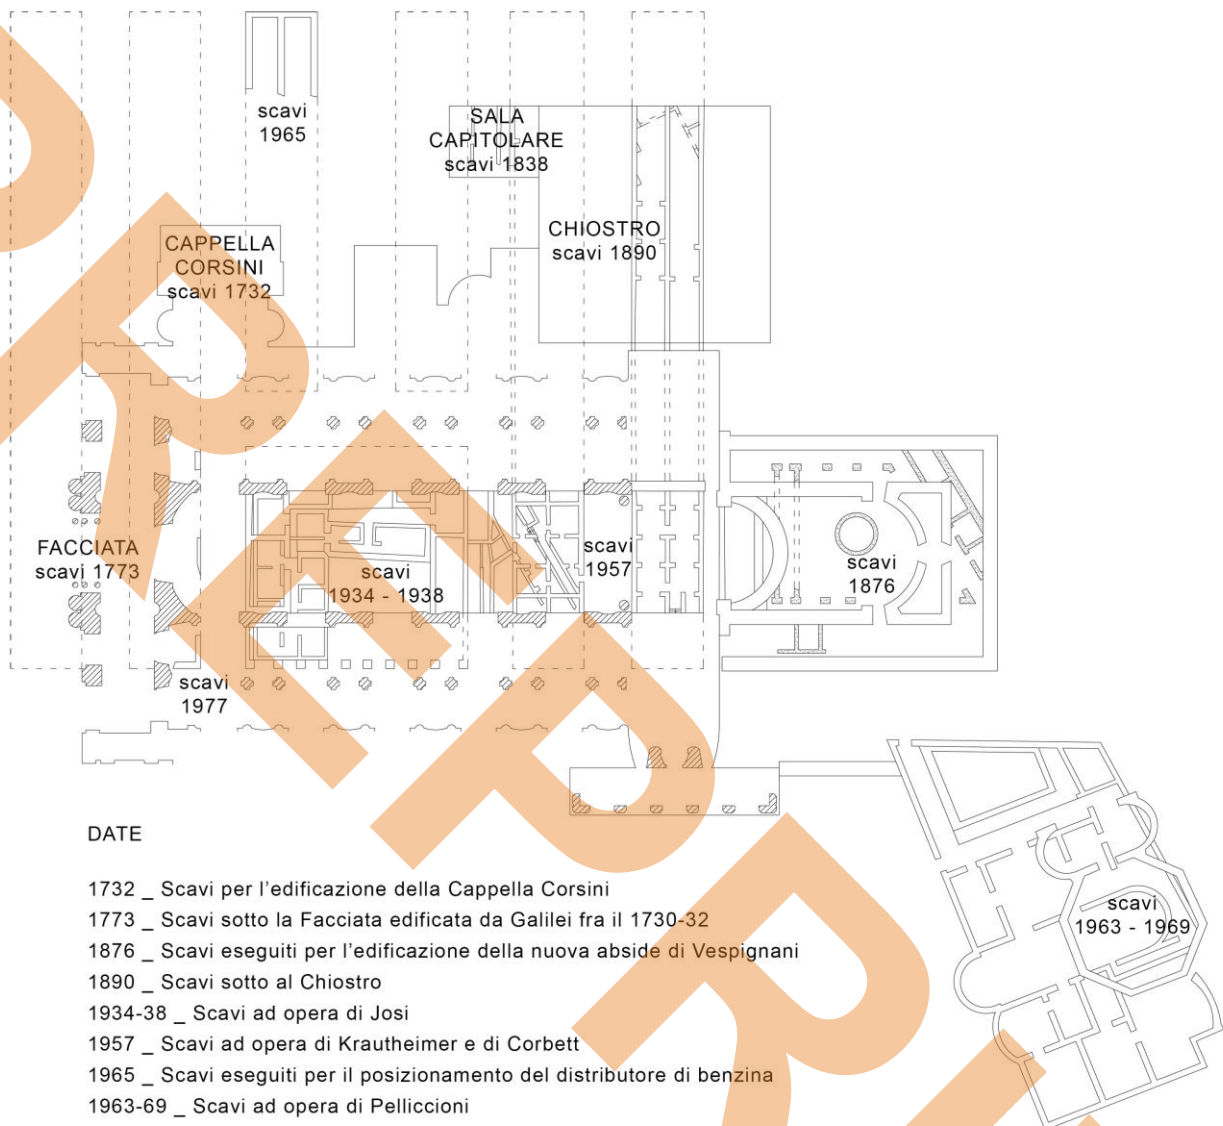 scavi
1965
SALA
CAPITOLARE
scavi 1838
CHIOSTRO
scavi 1890
CAPPELLA
CORSINI
scavi 1732
FACCIATA
scavi 1773
scavi
1934 - 1938
scavi
1957
scavi
1876
scavi
1977
scavi
1963 - 1969
DATE
1732 _ Scavi per l'edificazione della Cappella Corsini
1773 _ Scavi sotto la Facciata edificata da Galilei fra il 1730-32
1876 _ Scavi eseguiti per l'edificazione della nuova abside di Vespignani
1890 _ Scavi sotto al Chiostro
1934-38 _ Scavi ad opera di Josi
1957 _ Scavi ad opera di Krautheimer e di Corbett
1965 _ Scavi eseguiti per il posizionamento del distributore di benzina
1963-69 _ Scavi ad opera di Pelliccioni
PREPRI